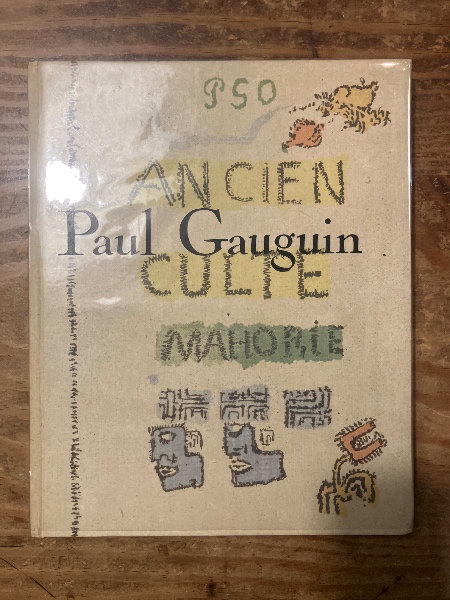 PSO
ANCIEN
Paul Gauguin
CULTE
MAHORIE